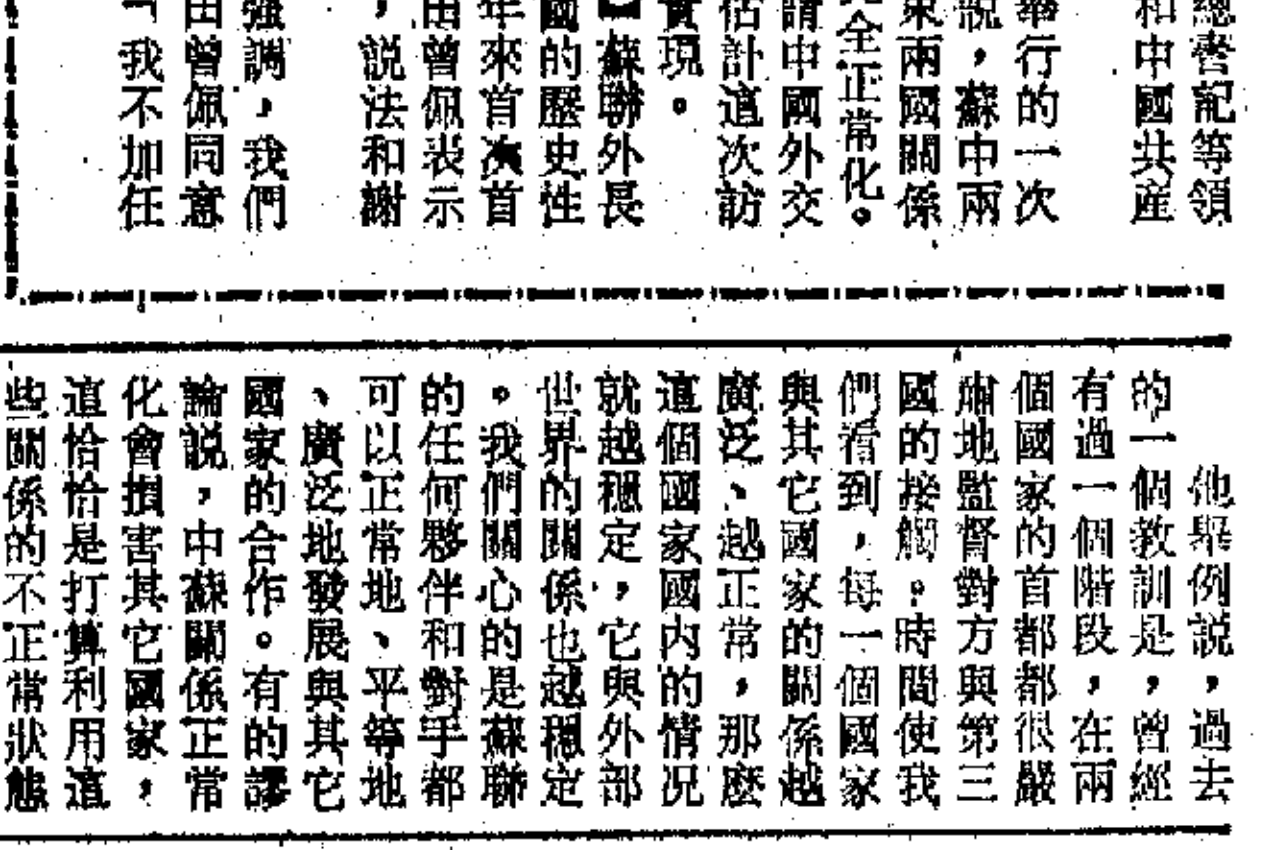 總書記等領
和中國共産
舉行的一次
説，蘇中兩
東兩國關係
全正常化。
請中國外交
估計這次訪
實現。
蘇聯外長
國的歷史性
年來首次首
由曾佩表示
，説法和謝
強調，我們
由曾佩同意
「我不加任
他舉例説，過去
的一個教訓是，曾經
有過一個階段，在兩
個國家的首都都很嚴
肅地監督對方與第三
國的接觸。時間使我
們看到，每一個國家
與其它國家的關係越
廣泛、越正常，那麽
這個國家國内的情况
就越穩定，它與外部
世界的關係也越穩定
。我們關心的是蘇聯
的任何夥伴和對手都
可以正常地、平等地
、廣泛地發展與其它
國家的合作。有的謬
論説，中蘇關係正常
化會損害其它國家，
這恰恰是打算利用這
些關係的不正常狀態